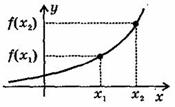 y
f(x₂)
f(x₁)
x₁ x₂ x